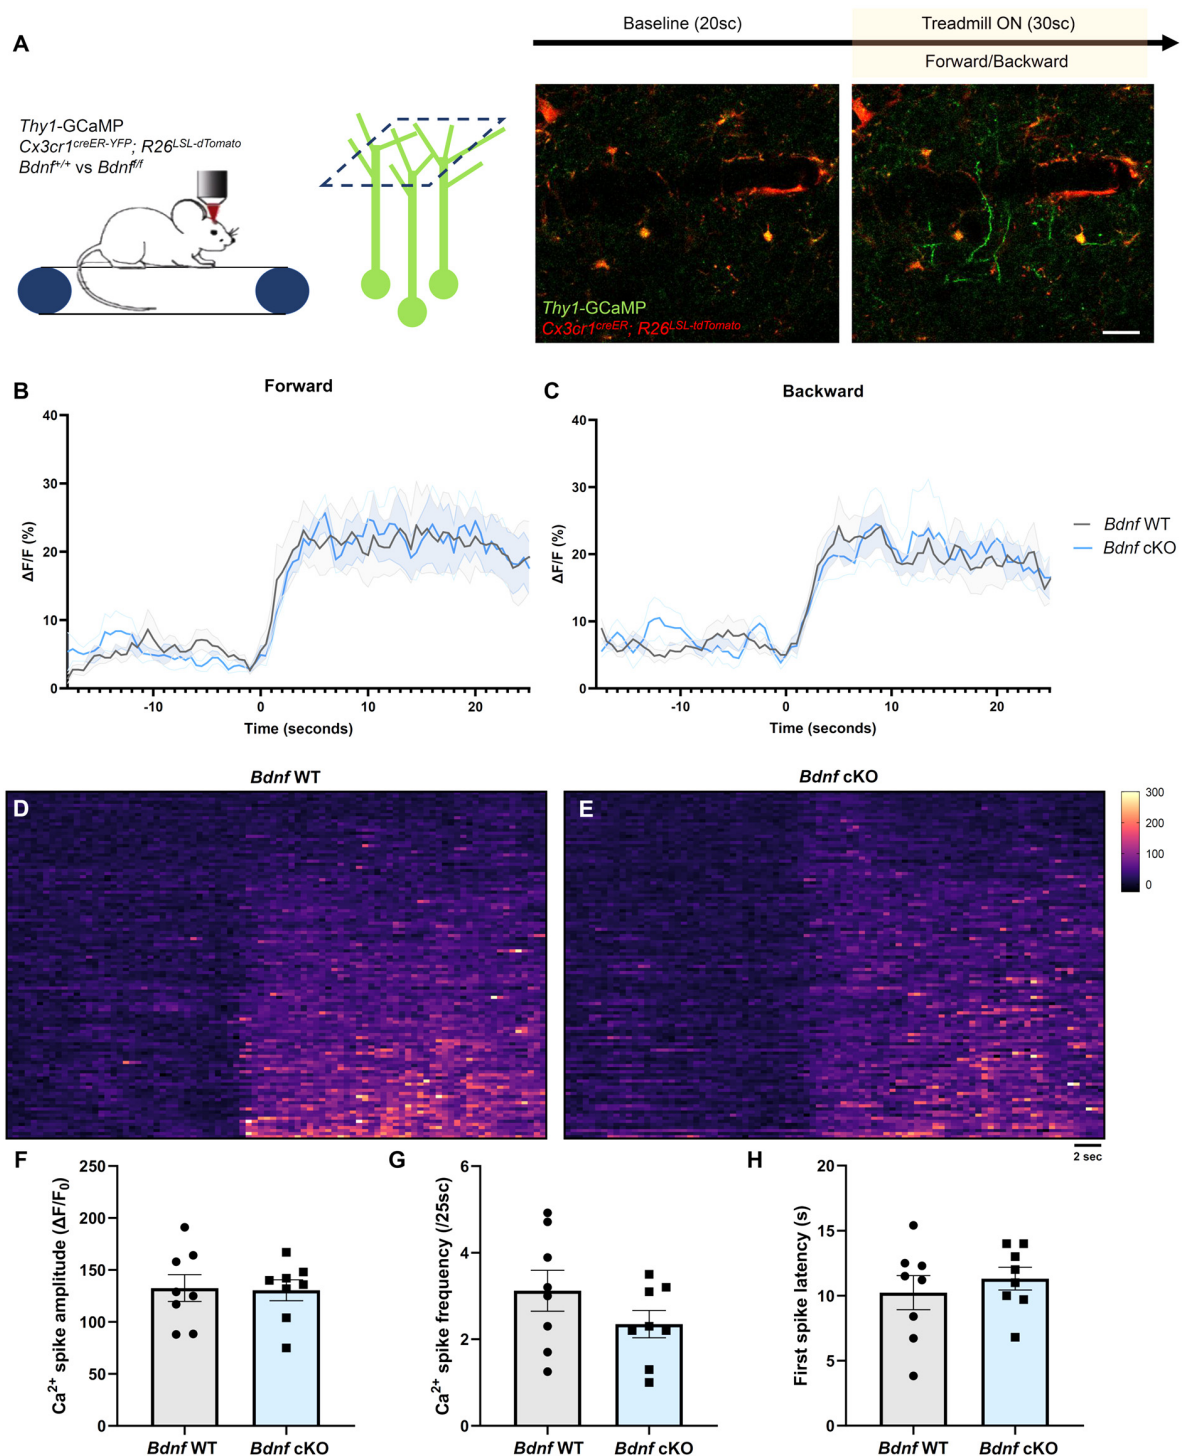 A
Baseline (20sc)
Treadmill ON (30sc)
Forward/Backward
Thy1-GCaMP
Cx3cr1creER-YFP; R26LSL-tdTomato
Bdnf+/+ vs Bdnff/f
Thy1-GCaMP
Cx3cr1creER; R26LSL-tdTomato
B
Forward
40
30
20
10
0
ΔF/F (%)
-10
0
10
20
Time (seconds)
C
Backward
40
30
20
10
0
ΔF/F (%)
-10
0
10
20
Time (seconds)
Bdnf WT
Bdnf cKO
Bdnf WT
D
Bdnf cKO
E
300
200
100
0
2 sec
F
250
200
150
100
50
0
Ca2+ spike amplitude (ΔF/F0)
Bdnf WT
Bdnf cKO
G
6
4
2
0
Ca2+ spike frequency (/25sc)
Bdnf WT
Bdnf cKO
H
20
15
10
5
0
First spike latency (s)
Bdnf WT
Bdnf cKO